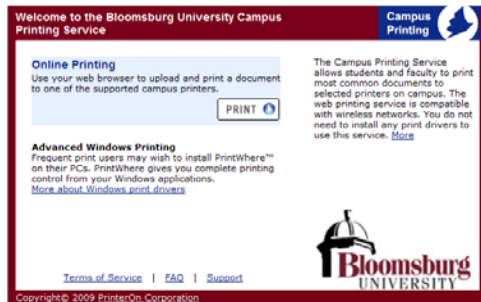 Welcome to the Bloomsburg University Campus
Printing Service
Campus
Printing
Online Printing
Use your web browser to upload and print a document
to one of the supported campus printers.
PRINT
Advanced Windows Printing
Frequent print users may wish to install PrintWhere™
on their PCs. PrintWhere gives you complete printing
control from your Windows applications.
More about Windows print drivers
The Campus Printing Service
allows students and faculty to print
most common documents to
selected printers on campus. The
web printing service is compatible
with wireless networks. You do not
need to install any print drivers to
use this service. More
Bloomsburg
UNIVERSITY
Terms of Service | FAQ | Support
Copyright© 2009 PrinterOn Corporation